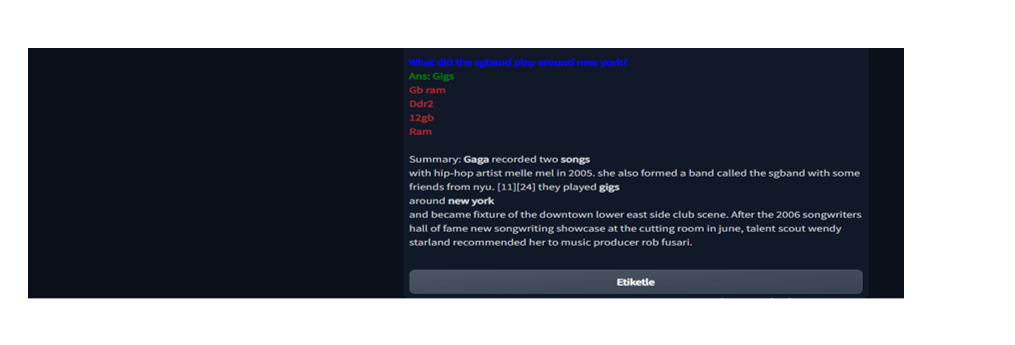 What did the sgband play around new york?
Ans: Gigs
Gb ram
Ddr2
12gb
Ram
Summary: Gaga recorded two songs
with hip-hop artist melle mel in 2005. she also formed a band called the sgband with some
friends from nyu. [11][24] they played gigs
around new york
and became fixture of the downtown lower east side club scene. After the 2006 songwriters
hall of fame new songwriting showcase at the cutting room in june, talent scout wendy
starland recommended her to music producer rob fusari.
Etiketle